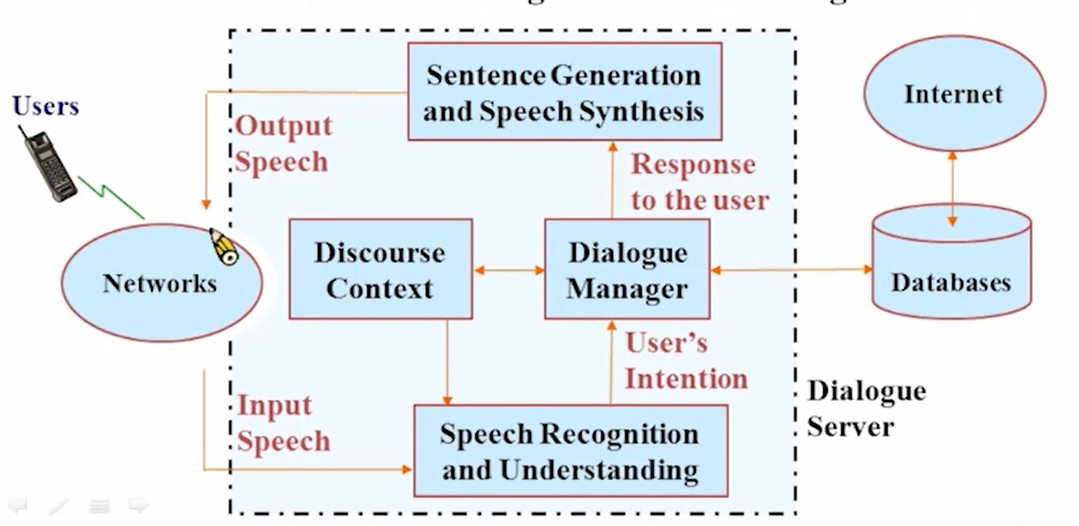 Users
Output
Speech
Sentence Generation
and Speech Synthesis
Internet
Response
to the user
Networks
Discourse
Context
Dialogue
Manager
Databases
User's
Intention
Input
Speech
Speech Recognition
and Understanding
Dialogue
Server